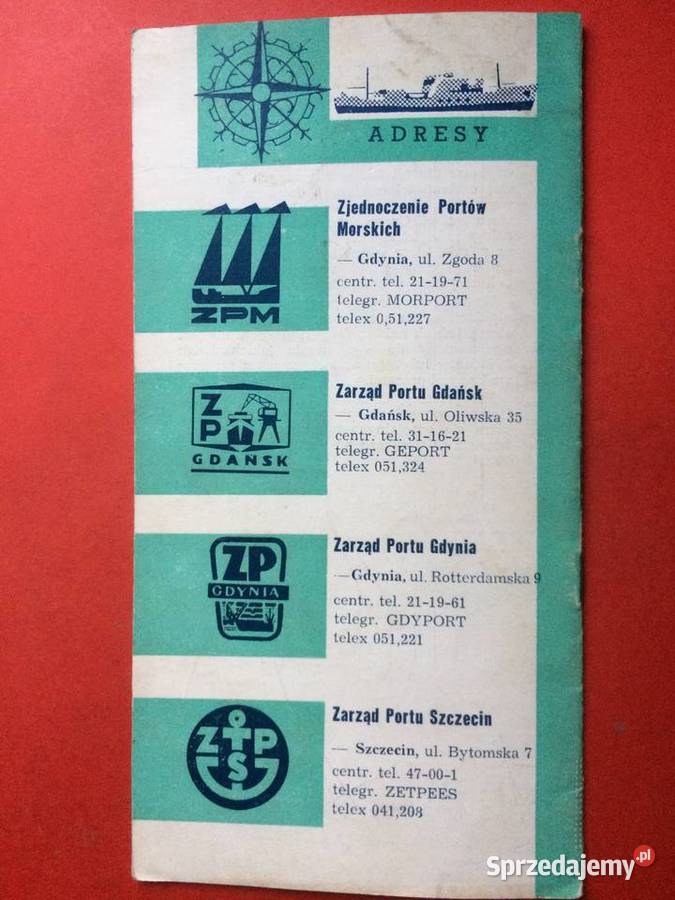 ADRESY
Zjednoczenie Portów
Morskich
— Gdynia, ul. Zgoda 8
centr. tel. 21-19-71
telegr. MORPORT
telex 0,51,227
ZPM
Zarząd Portu Gdańsk
— Gdańsk, ul. Oliwska 35
centr. tel. 31-16-21
telegr. GEPORT
telex 051,324
Z
P
GDAŃSK
Zarząd Portu Gdynia
—Gdynia, ul. Rotterdamska 9
centr. tel. 21-19-61
telegr. GDYPORT
telex 051,221
ZP
GDYNIA
Zarząd Portu Szczecin
— Szczecin, ul. Bytomska 7
centr. tel. 47-00-1
telegr. ZETPEES
telex 041,208
Z P
S
Sprzedajemy.pl